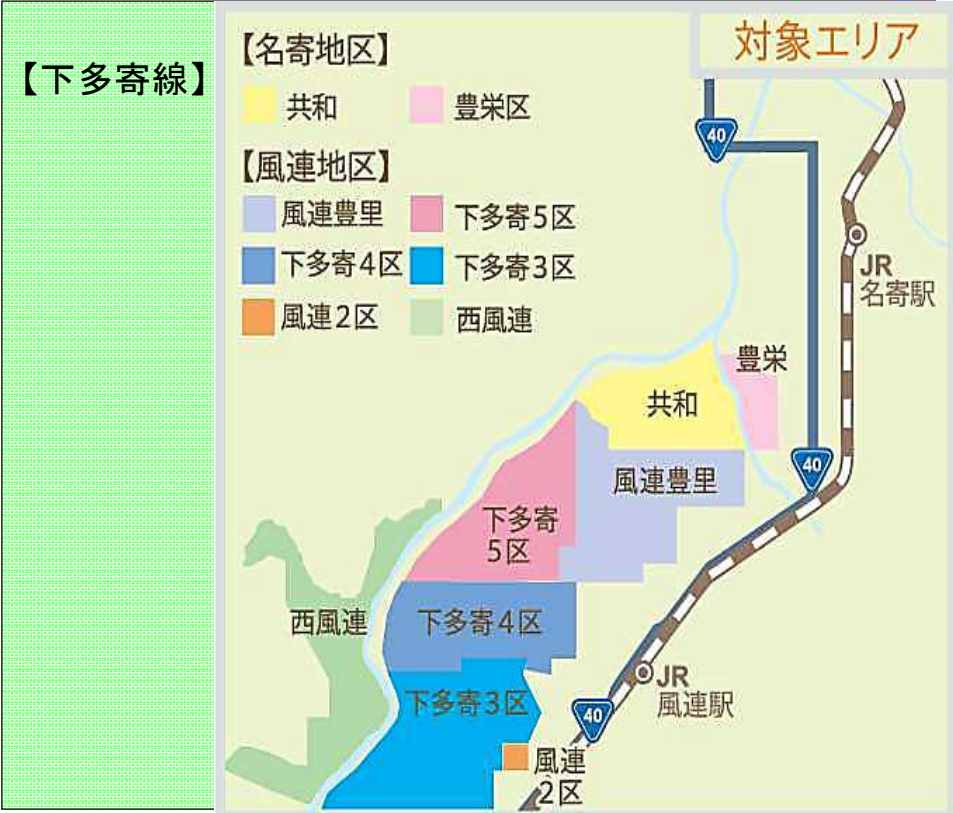 【下多寄線】
対象エリア
【名寄地区】
共和
豊栄区
【風連地区】
風連豊里
下多寄5区
下多寄4区
下多寄3区
風連2区
西風連
40
JR
名寄駅
豊栄
共和
40
風連豊里
下多寄
5区
西風連
下多寄4区
JR
風連駅
下多寄3区
40
風連
2区